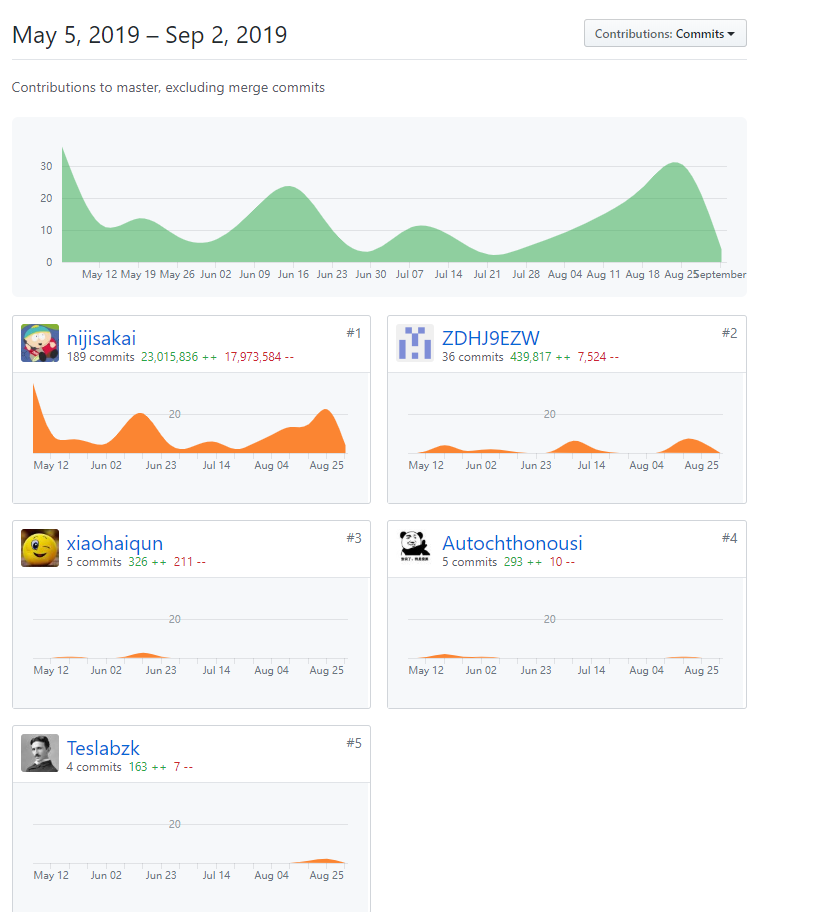 May 5, 2019 – Sep 2, 2019
Contributions: Commits
Contributions to master, excluding merge commits
30
20
10
0
May 12 May 19 May 26 Jun 02 Jun 09 Jun 16 Jun 23 Jun 30 Jul 07 Jul 14 Jul 21 Jul 28 Aug 04 Aug 11 Aug 18 Aug 25 September
nijisakai #1
189 commits 23,015,836 ++ 17,973,584 --
20
May 12 Jun 02 Jun 23 Jul 14 Aug 04 Aug 25
ZDHJ9EZW #2
36 commits 439,817 ++ 7,524 --
20
May 12 Jun 02 Jun 23 Jul 14 Aug 04 Aug 25
xiaohaiqun #3
5 commits 326 ++ 211 --
20
May 12 Jun 02 Jun 23 Jul 14 Aug 04 Aug 25
Autochthonousi #4
5 commits 293 ++ 10 --
20
May 12 Jun 02 Jun 23 Jul 14 Aug 04 Aug 25
Teslabzk #5
4 commits 163 ++ 7 --
20
May 12 Jun 02 Jun 23 Jul 14 Aug 04 Aug 25